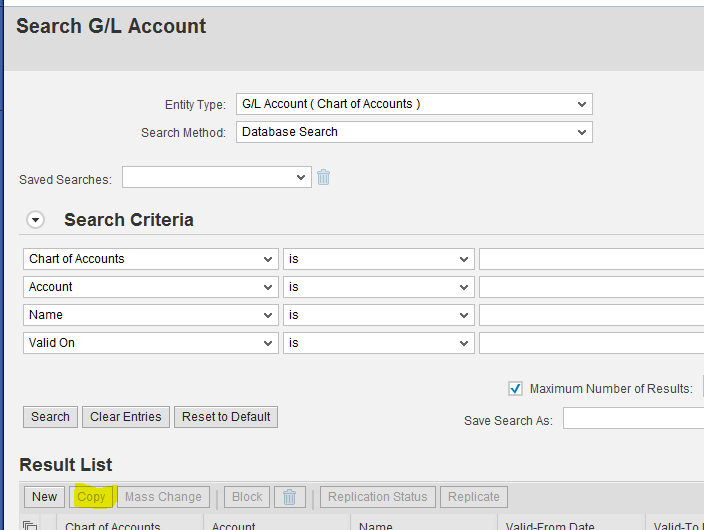 Search G/L Account
Entity Type: G/L Account ( Chart of Accounts )
Search Method: Database Search
Saved Searches:
Search Criteria
Chart of Accounts is
Account is
Name is
Valid On is
Maximum Number of Results:
Search Clear Entries Reset to Default Save Search As:
Result List
New Copy Mass Change Block Replication Status Replicate
Chart of Accounts Account Name Valid-From Date Valid-To